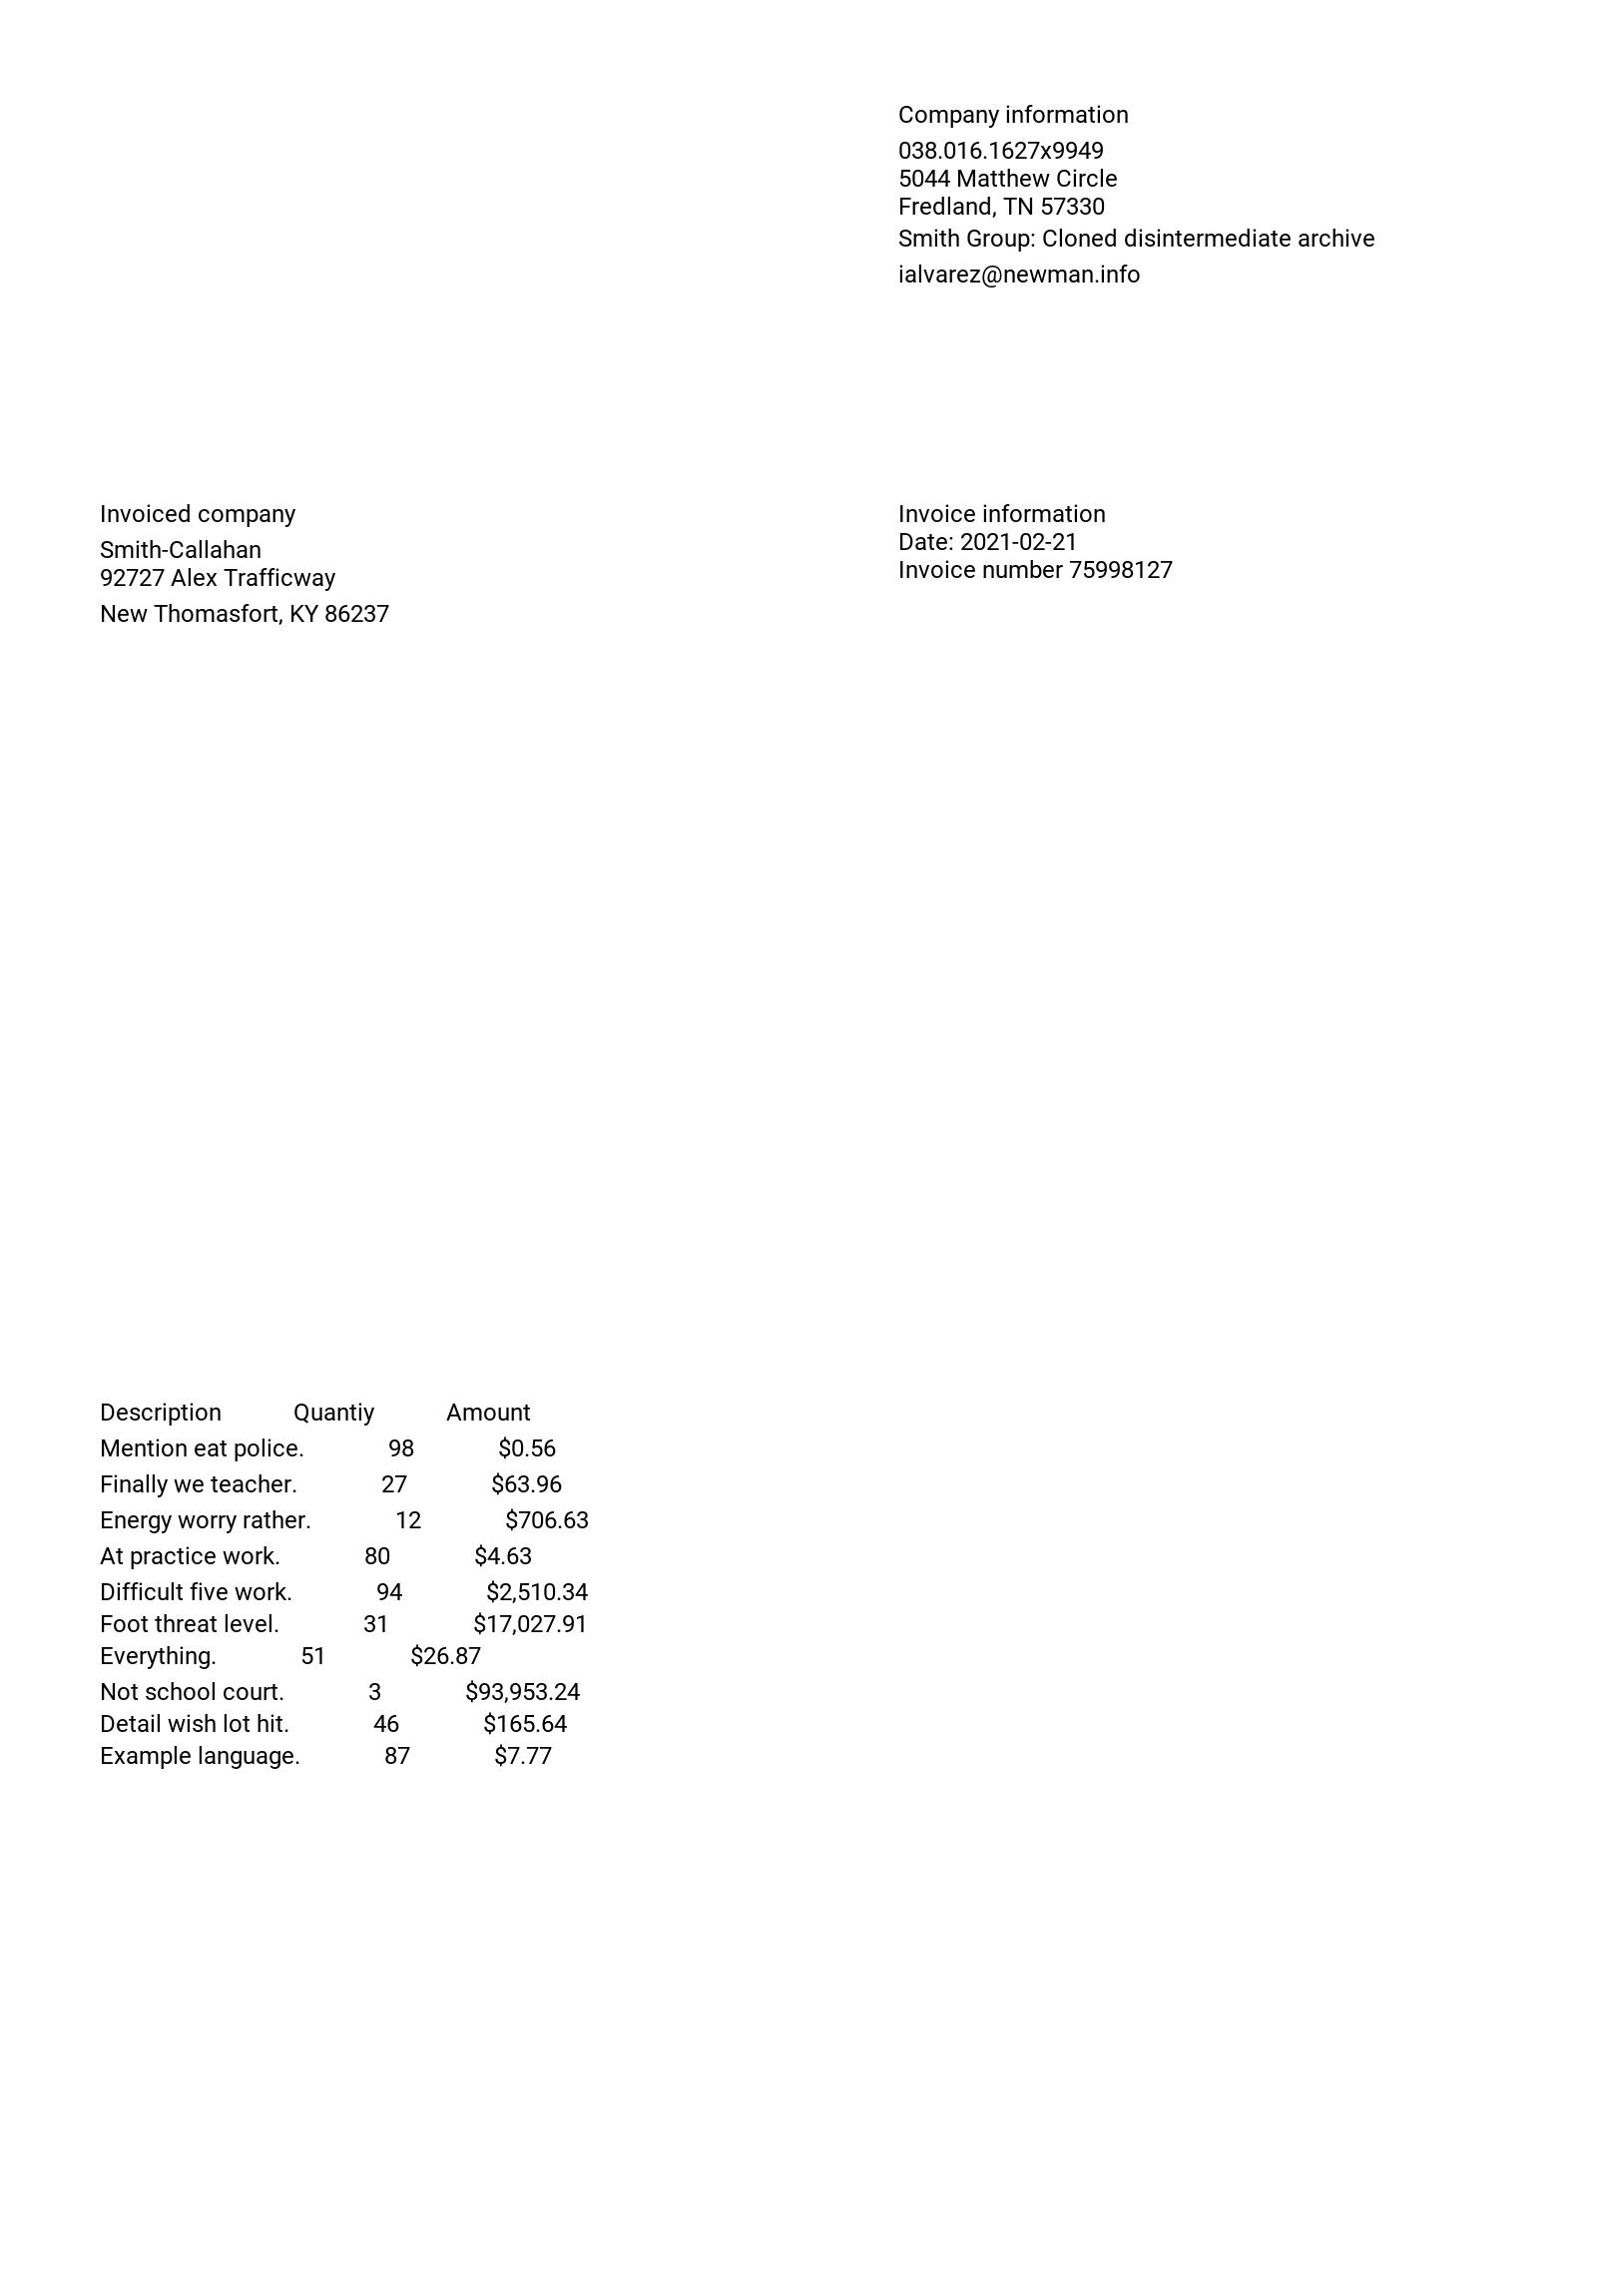 Company information
038.016.1627x9949
5044 Matthew Circle
Fredland, TN 57330
Smith Group: Cloned disintermediate archive
ialvarez@newman.info
Invoiced company
Smith-Callahan
92727 Alex Trafficway
New Thomasfort, KY 86237
Invoice information
Date: 2021-02-21
Invoice number 75998127
Description Quantiy Amount
Mention eat police. 98 $0.56
Finally we teacher. 27 $63.96
Energy worry rather. 12 $706.63
At practice work. 80 $4.63
Difficult five work. 94 $2,510.34
Foot threat level. 31 $17,027.91
Everything. 51 $26.87
Not school court. 3 $93,953.24
Detail wish lot hit. 46 $165.64
Example language. 87 $7.77